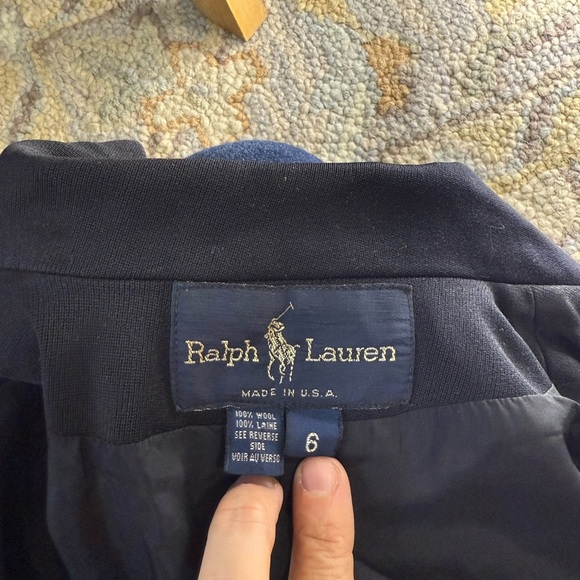 Ralph Lauren
MADE IN U.S.A.
100% WOOL
100% LAINE
SEE REVERSE
SIDE
VOIR AU VERSO
6